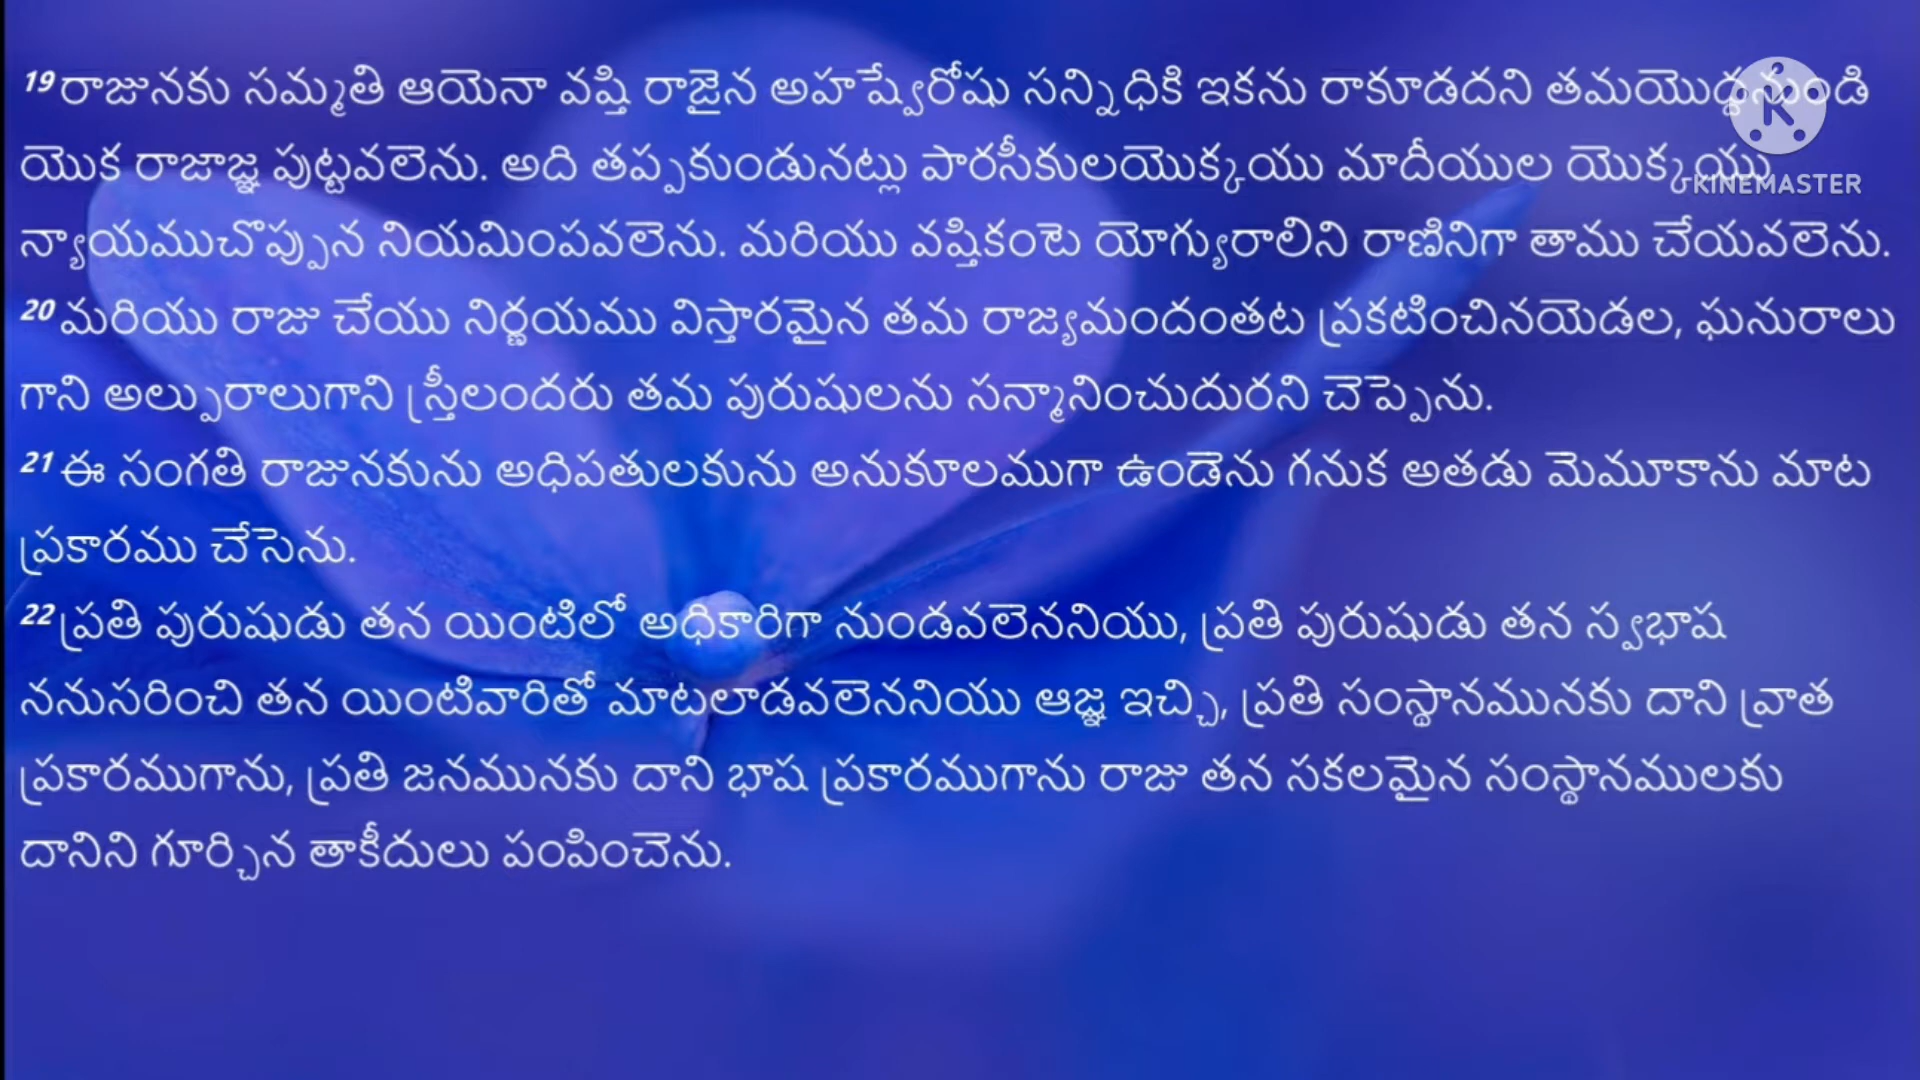 19 రాజునకు సమ్మతి ఆయెనా వష్తి రాజైన అహష్వేరోషు సన్నిధికి ఇకను రాకూడదని తమయొద్దనుండి
యొక రాజాజ్ఞ పుట్టవలెను. అది తప్పకుండునట్లు పారసీకులయొక్కయు మాదీయుల యొక్కయు
న్యాయముచొప్పున నియమింపవలెను. మరియు వష్తికంటె యోగ్యురాలిని రాణినిగా తాము చేయవలెను.
20 మరియు రాజు చేయు నిర్ణయము విస్తారమైన తమ రాజ్యమందంతట ప్రకటించినయెడల, ఘనురాలు
గాని అల్పురాలుగాని స్త్రీలందరు తమ పురుషులను సన్మానించుదురని చెప్పెను.
21 ఈ సంగతి రాజునకును అధిపతులకును అనుకూలముగా ఉండెను గనుక అతడు మెమూకాను మాట
ప్రకారము చేసెను.
22 ప్రతి పురుషుడు తన యింటిలో అధికారిగా నుండవలెననియు, ప్రతి పురుషుడు తన స్వభాష
ననుసరించి తన యింటివారితో మాటలాడవలెననియు ఆజ్ఞ ఇచ్చి, ప్రతి సంస్థానమునకు దాని వ్రాత
ప్రకారముగాను, ప్రతి జనమునకు దాని భాష ప్రకారముగాను రాజు తన సకలమైన సంస్థానములకు
దానిని గూర్చిన తాకీదులు పంపించెను.
K
KINEMASTER